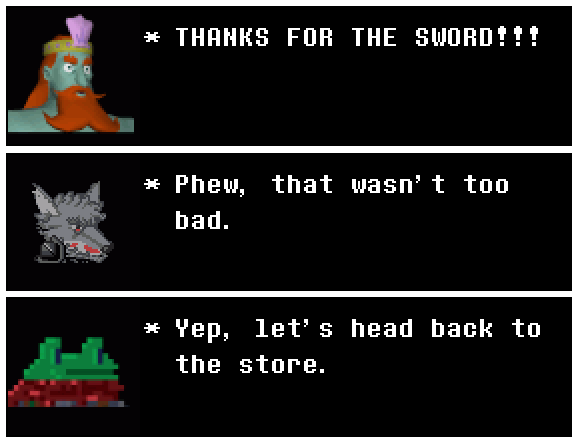 * THANKS FOR THE SWORD!!!
* Phew, that wasn't too
bad.
* Yep, let's head back to
the store.